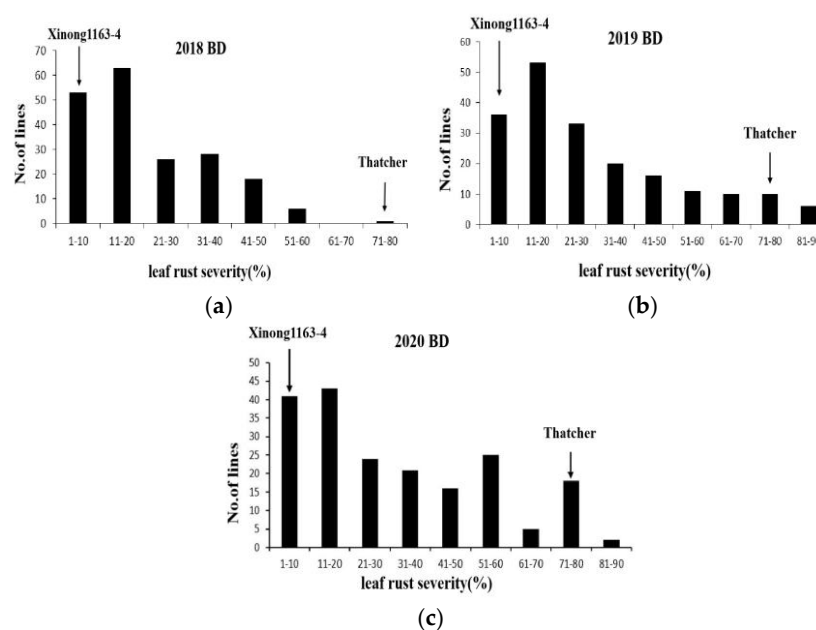 Xinong1163-4
2018 BD
70
60
50
40
30
20
10
0
No.of lines
Thatcher
1-10 11-20 21-30 31-40 41-50 51-60 61-70 71-80
leaf rust severity(%)
(a)
Xinong1163-4
2019 BD
60
50
40
30
20
10
0
No.of lines
Thatcher
1-10 11-20 21-30 31-40 41-50 51-60 61-70 71-80 81-90
leaf rust severity(%)
(b)
Xinong1163-4
2020 BD
50
45
40
35
30
25
20
15
10
5
0
No.of lines
Thatcher
1-10 11-20 21-30 31-40 41-50 51-60 61-70 71-80 81-90
leaf rust severity(%)
(c)